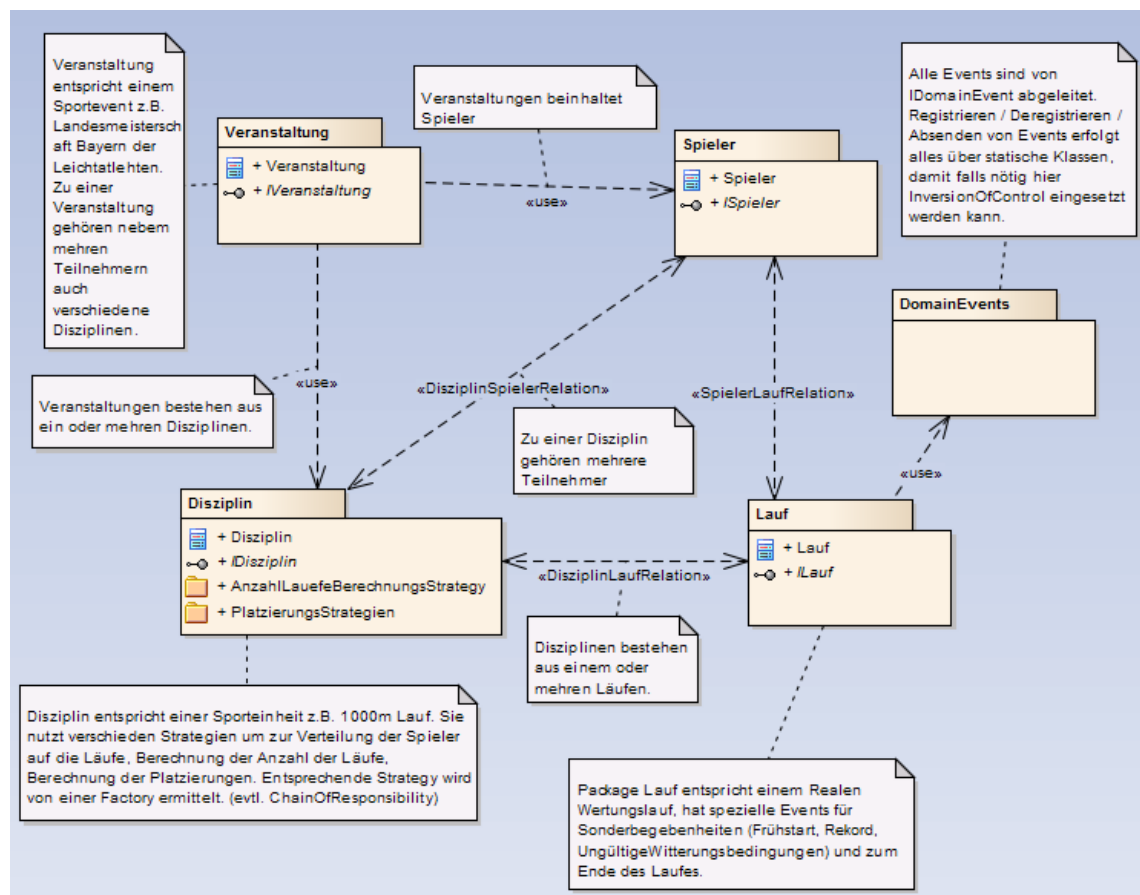 Veranstaltung
entspricht einem
Sportevent z.B.
Landesmeistersch
aft Bayern der
Leichtatlehten.
Zu einer
Veranstaltung
gehören nebem
mehren
Teilnehmern
auch
verschiedene
Disziplinen.
Veranstaltung
+ Veranstaltung
+ IVeranstaltung
Veranstaltungen beinhaltet
Spieler
«use»
Spieler
+ Spieler
+ ISpieler
Alle Events sind von
IDomainEvent abgeleitet.
Registrieren / Deregistrieren /
Absenden von Events erfolgt
alles über statische Klassen,
damit falls nötig hier
InversionOfControl eingesetzt
werden kann.
DomainEvents
«use»
Veranstaltungen bestehen aus
ein oder mehren Disziplinen.
«DisziplinSpielerRelation»
Zu einer Disziplin
gehören mehrere
Teilnehmer
«SpielerLaufRelation»
«use»
Disziplin
+ Disziplin
+ IDisziplin
+ AnzahlLauefeBerechnungsStrategy
+ PlatzierungsStrategien
«DisziplinLaufRelation»
Lauf
+ Lauf
+ ILauf
Disziplinen bestehen
aus einem oder
mehren Läufen.
Disziplin entspricht einer Sporteinheit z.B. 1000m Lauf. Sie
nutzt verschieden Strategien um zur Verteilung der Spieler
auf die Läufe, Berechnung der Anzahl der Läufe,
Berechnung der Platzierungen. Entsprechende Strategy wird
von einer Factory ermittelt. (evtl. ChainOfResponsibility)
Package Lauf entspricht einem Realen
Wertungslauf, hat spezielle Events für
Sonderbegebenheiten (Frühstart, Rekord,
UngültigeWitterungsbedingungen) und zum
Ende des Laufes.